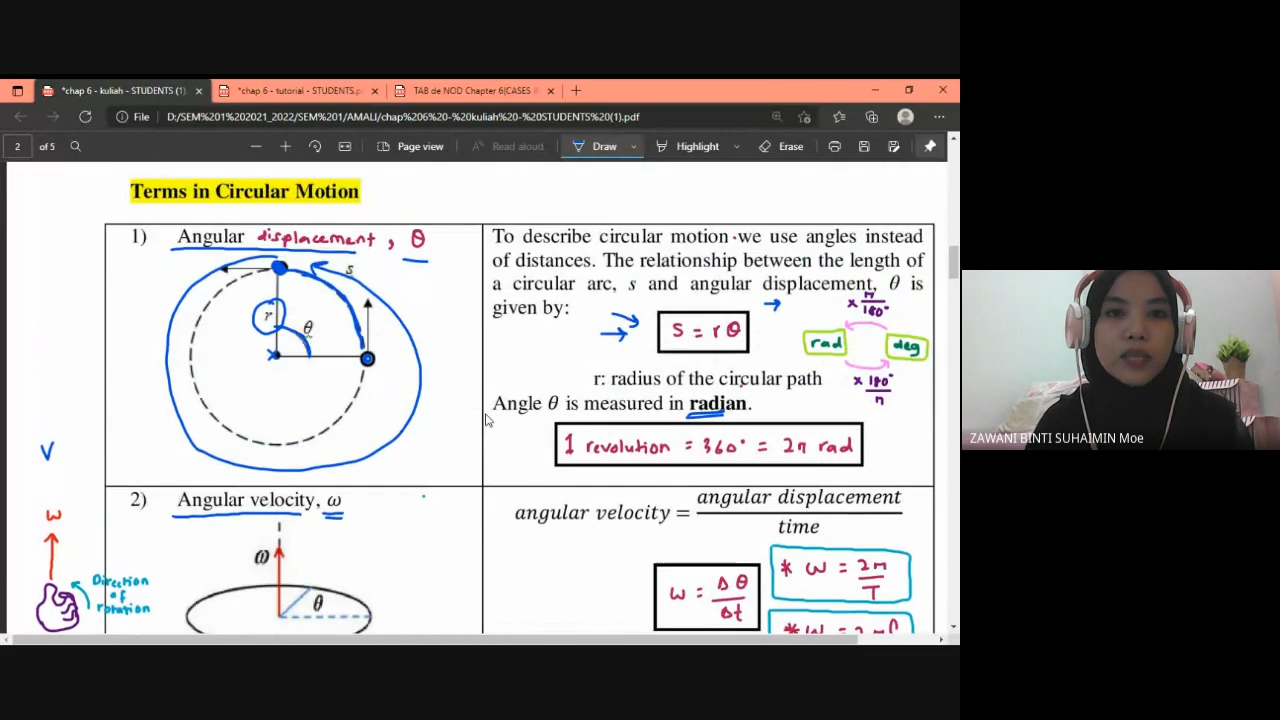 *chap 6 - kuliah - STUDENTS (1).
*chap 6 - tutorial - STUDENTS.p
TAB de NOD Chapter 6(CASES
File D:/SEM%201%202021_2022/SEM%201/AMALI/chap%206%20-%20kuliah%20-%20STUDENTS%20(1).pdf
2 of 5 Page view Read aloud Draw Highlight Erase
Terms in Circular Motion
1) Angular displacement, θ
s
r
θ
To describe circular motion we use angles instead
of distances. The relationship between the length of
a circular arc, s and angular displacement, θ is
given by:
S = rθ
× π/180°
rad deg
× 180°/π
r: radius of the circular path
Angle θ is measured in radian.
1 revolution = 360° = 2π rad
ZAWANI BINTI SUHAIMIN Moe
V
2) Angular velocity, ω
ω
θ
ω
Direction
of
rotation
angular velocity = angular displacement / time
ω = Δθ/Δt
* ω = 2π/T